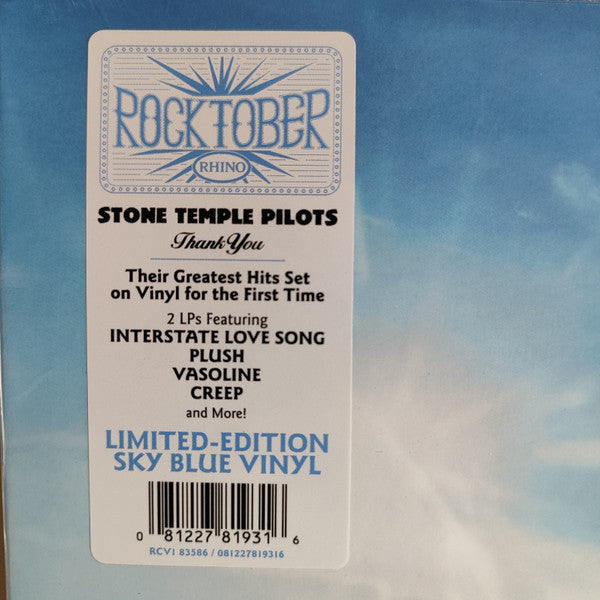 ROCKTOBER
RHINO
STONE TEMPLE PILOTS
Thank You
Their Greatest Hits Set
on Vinyl for the First Time
2 LPs Featuring
INTERSTATE LOVE SONG
PLUSH
VASOLINE
CREEP
and More!
LIMITED-EDITION
SKY BLUE VINYL
0 81227 81931 6
RCV1 83586 / 081227819316